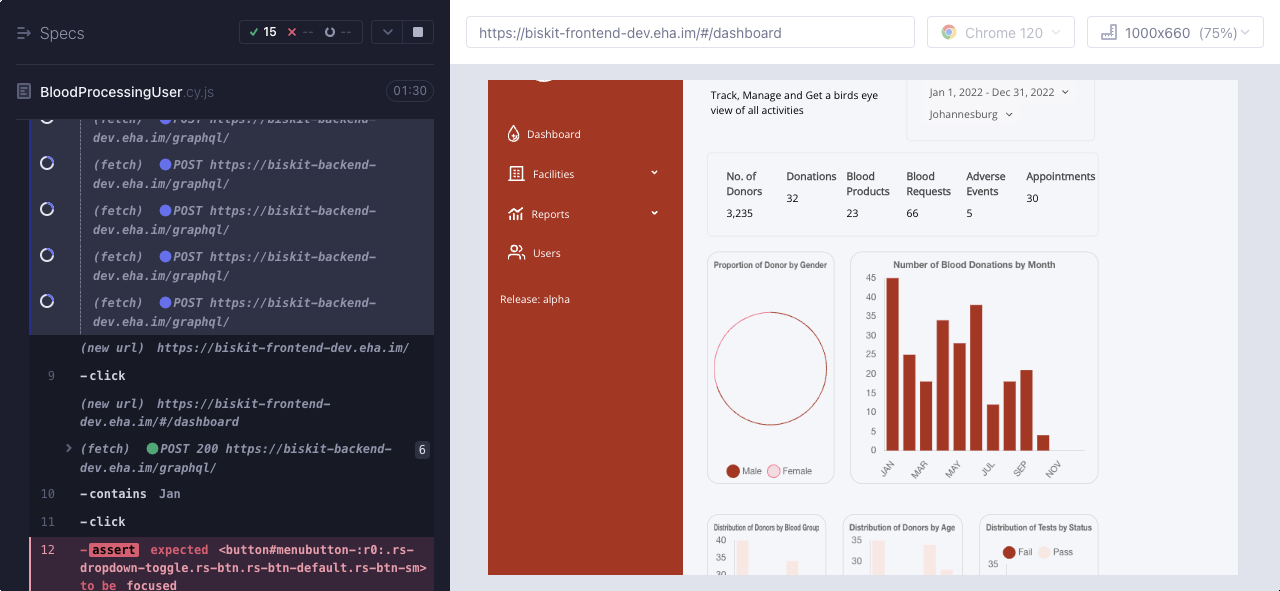 Specs
15
--
--
BloodProcessingUser.cy.js
01:30
(fetch) POST https://biskit-backend-
dev.eha.im/graphql/
(fetch) POST https://biskit-backend-
dev.eha.im/graphql/
(fetch) POST https://biskit-backend-
dev.eha.im/graphql/
(fetch) POST https://biskit-backend-
dev.eha.im/graphql/
(fetch) POST https://biskit-backend-
dev.eha.im/graphql/
(new url) https://biskit-frontend-dev.eha.im/
9 -click
(new url) https://biskit-frontend-
dev.eha.im/#/dashboard
(fetch) POST 200 https://biskit-backend- 6
dev.eha.im/graphql/
10 -contains Jan
11 -click
12 -assert expected <button#menubutton-:r0:.rs-
dropdown-toggle.rs-btn.rs-btn-default.rs-btn-sm>
to be focused
https://biskit-frontend-dev.eha.im/#/dashboard
Chrome 120
1000x660 (75%)
Dashboard
Facilities
Reports
Users
Release: alpha
Track, Manage and Get a birds eye
view of all activities
Jan 1, 2022 - Dec 31, 2022
Johannesburg
No. of
Donors
3,235
Donations
32
Blood
Products
23
Blood
Requests
66
Adverse
Events
5
Appointments
30
Proportion of Donor by Gender
Male Female
Number of Blood Donations by Month
45
40
35
30
25
20
15
10
5
0
JAN MAR MAY JUL SEP NOV
Distribution of Donors by Blood Group
40
35
30
Distribution of Donors by Age
35
30
Distribution of Tests by Status
Fail Pass
35